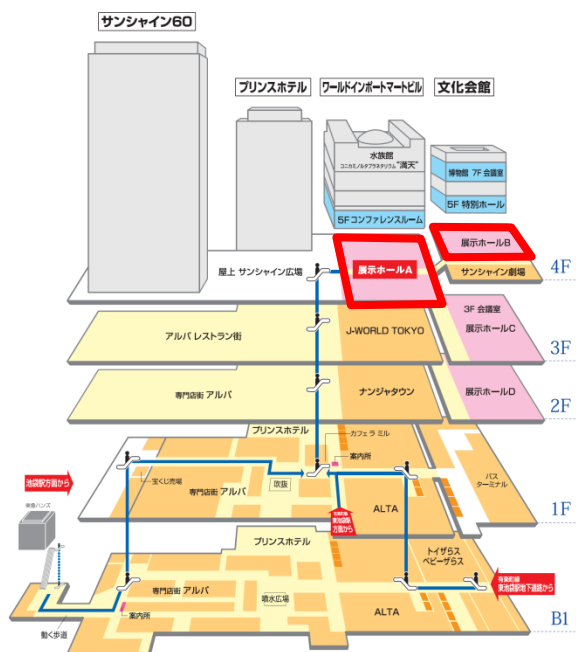 サンシャイン60
プリンスホテル
ワールドインポートマートビル
文化会館
水族館
コニカミノルタプラネタリウム“満天”
博物館 7F 会議室
5F 特別ホール
5Fコンファレンスルーム
展示ホールB
展示ホールA
屋上 サンシャイン広場
サンシャイン劇場
4F
3F 会議室
J-WORLD TOKYO
展示ホールC
アルパ レストラン街
3F
専門店街 アルパ
ナンジャタウン
展示ホールD
2F
プリンスホテル
カフェ ラ ミル
案内所
池袋駅方面から
宝くじ売場
専門店街 アルパ
吹抜
バス
ターミナル
東池袋駅
方面から
ALTA
1F
東急ハンズ
プリンスホテル
トイザらス
ベビーザらス
有楽町線
東池袋駅地下通路から
専門店街 アルパ
噴水広場
ALTA
案内所
動く歩道
B1